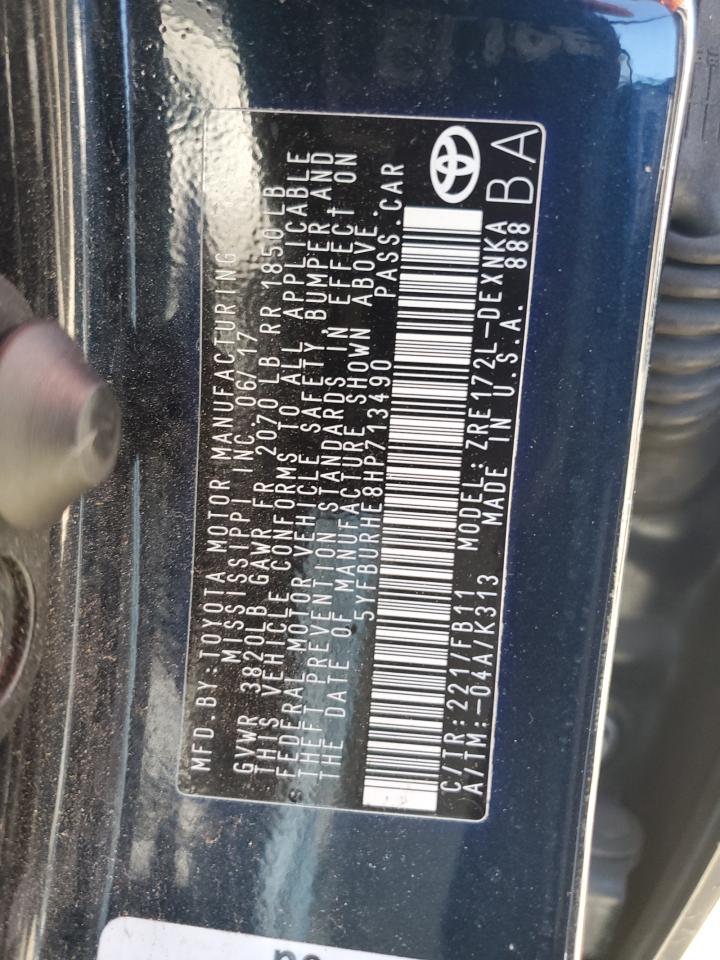 MFD.BY:TOYOTA MOTOR MANUFACTURING
MISSISSIPPI INC.06/17
GVWR 3820LB GAWR FR 2070 LB RR 1850 LB
THIS VEHICLE CONFORMS TO ALL APPLICABLE
FEDERAL MOTOR VEHICLE SAFETY BUMPER AND
THEFT PREVENTION STANDARDS IN EFFECT ON
THE DATE OF MANUFACTURE SHOWN ABOVE.
5YFBURHE8HP713490 PASS.CAR
C/TR:221/FB11 MODEL:ZRE172L-DEXNKA
A/TM:-04A/K313 MADE IN U.S.A. 888
BA